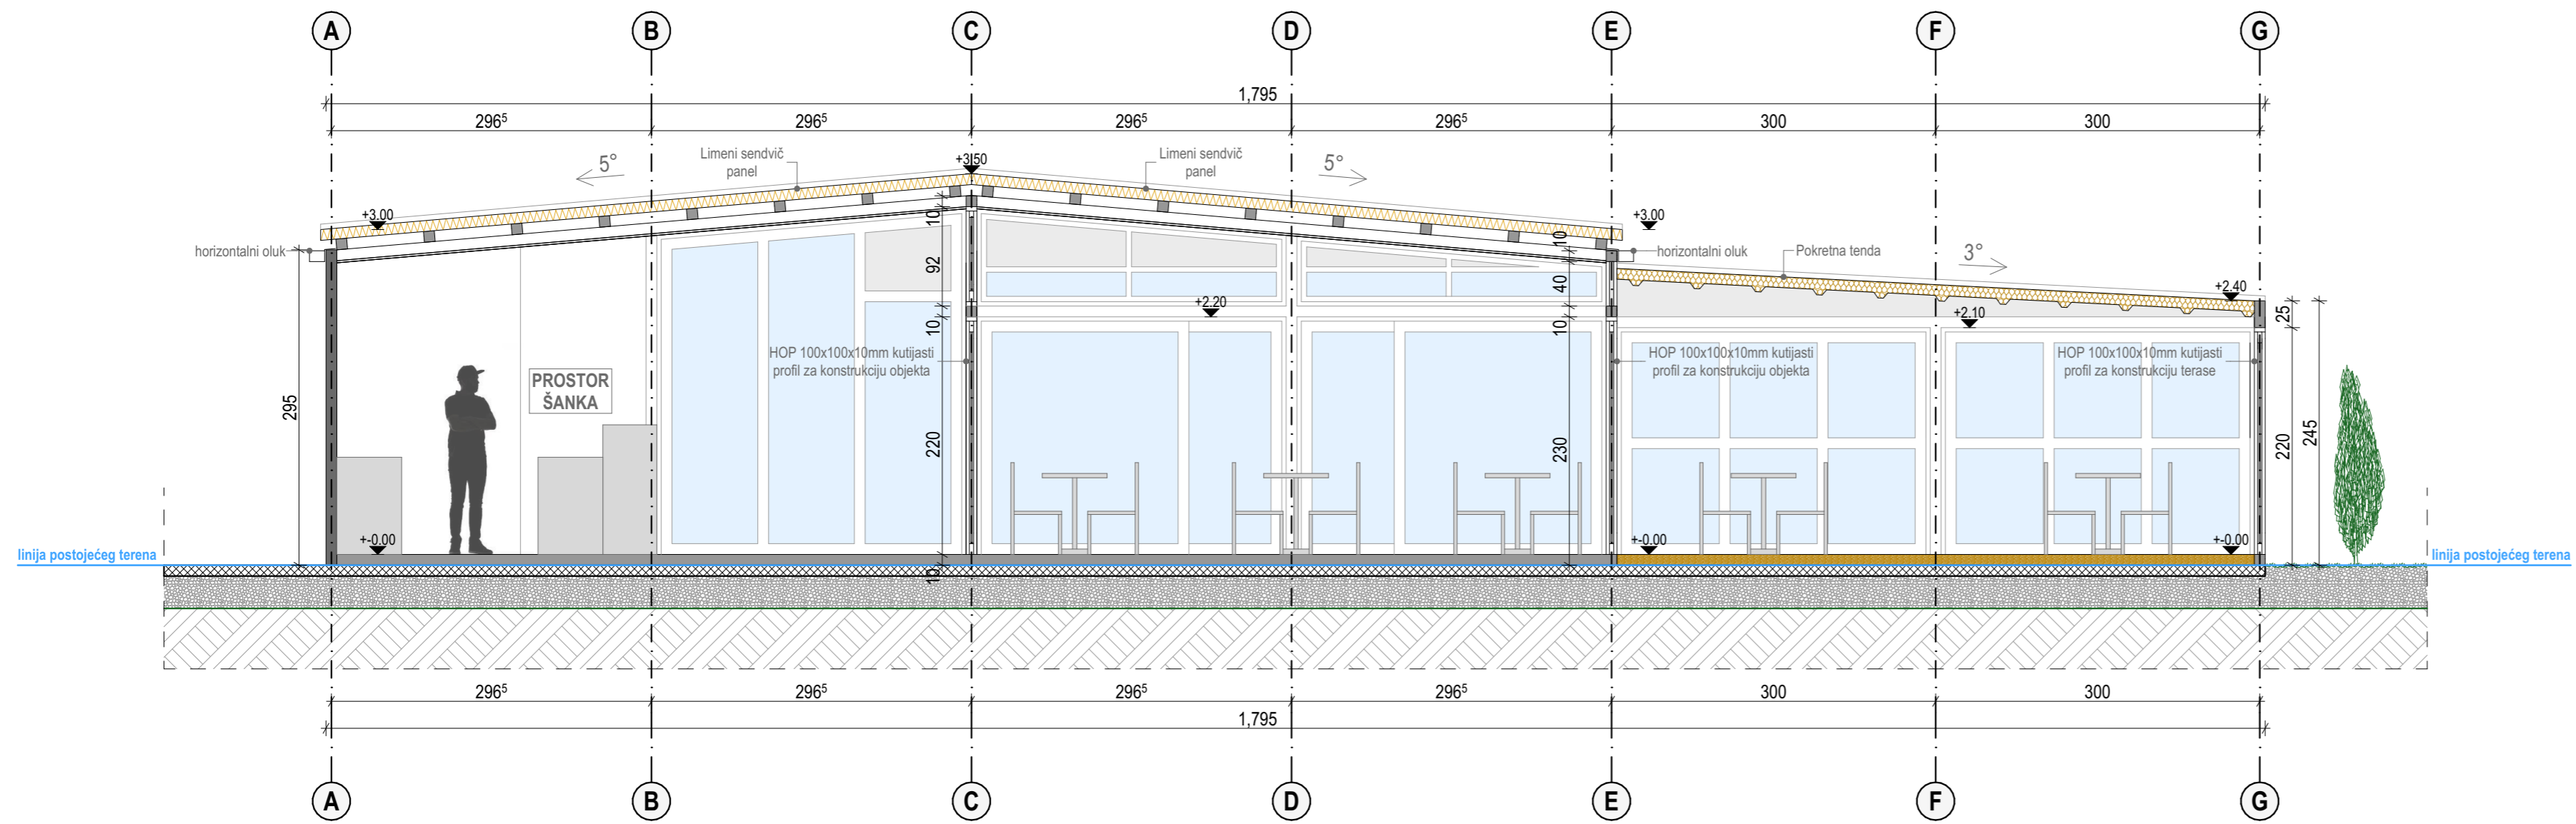 A B C D E F G
1,795
296⁵ 296⁵ 296⁵ 296⁵ 300 300
5°
Limeni sendvič
panel
+3.50
Limeni sendvič
panel
5°
+3.00
+3.00
horizontalni oluk
10
10
horizontalni oluk
Pokretna tenda
3°
92
40
+2.40
+2.20
+2.10
25
10
10
HOP 100x100x10mm kutijasti
profil za konstrukciju objekta
HOP 100x100x10mm kutijasti
profil za konstrukciju objekta
HOP 100x100x10mm kutijasti
profil za konstrukciju terase
PROSTOR
ŠANKA
295
220
230
220
245
+-0.00
+-0.00
+-0.00
linija postojećeg terena
linija postojećeg terena
10
296⁵ 296⁵ 296⁵ 296⁵ 300 300
1,795
A B C D E F G